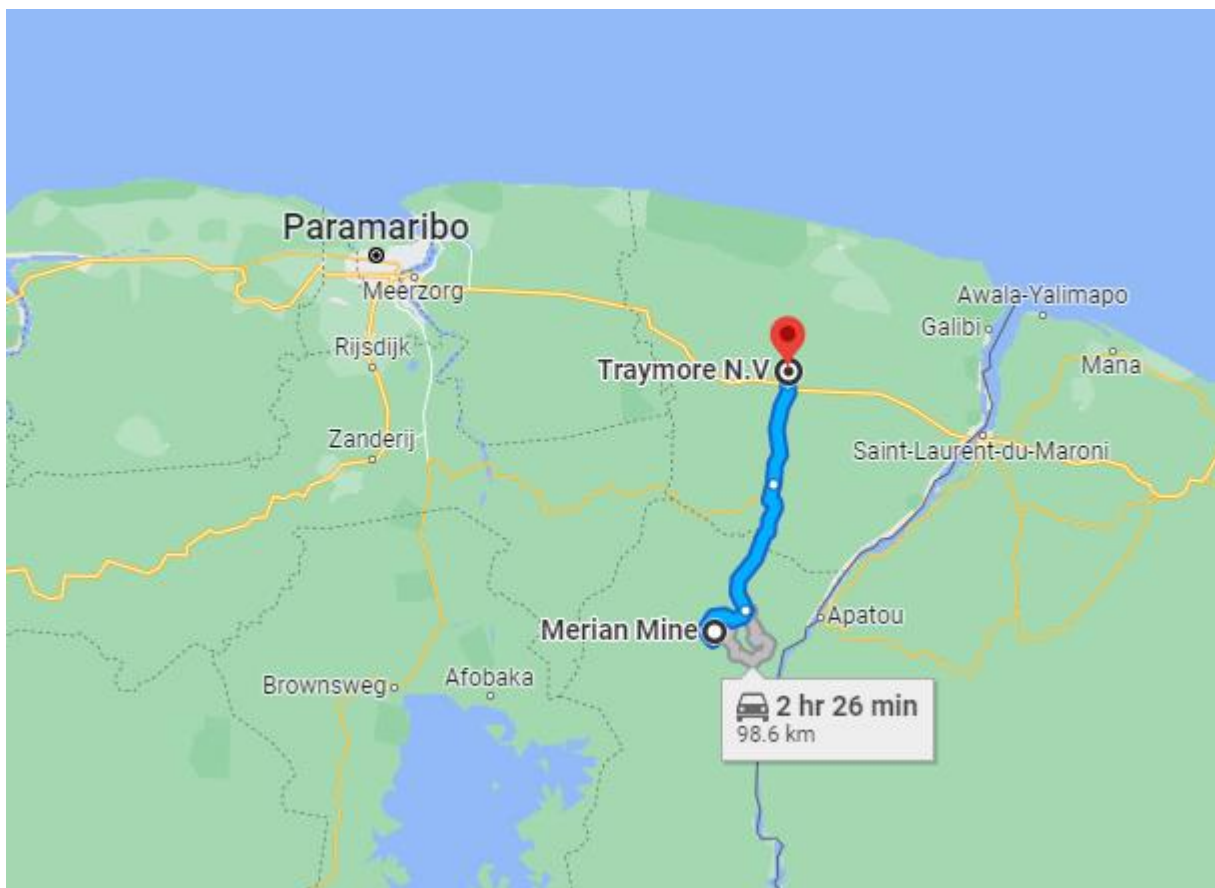 Paramaribo
Meerzorg
Awala-Yalimapo
Galibi
Rijsdijk
Mana
Traymore N.V
Zanderij
Saint-Laurent-du-Maroni
Apatou
Merian Mine
Afobaka
Brownsweg
2 hr 26 min
98.6 km